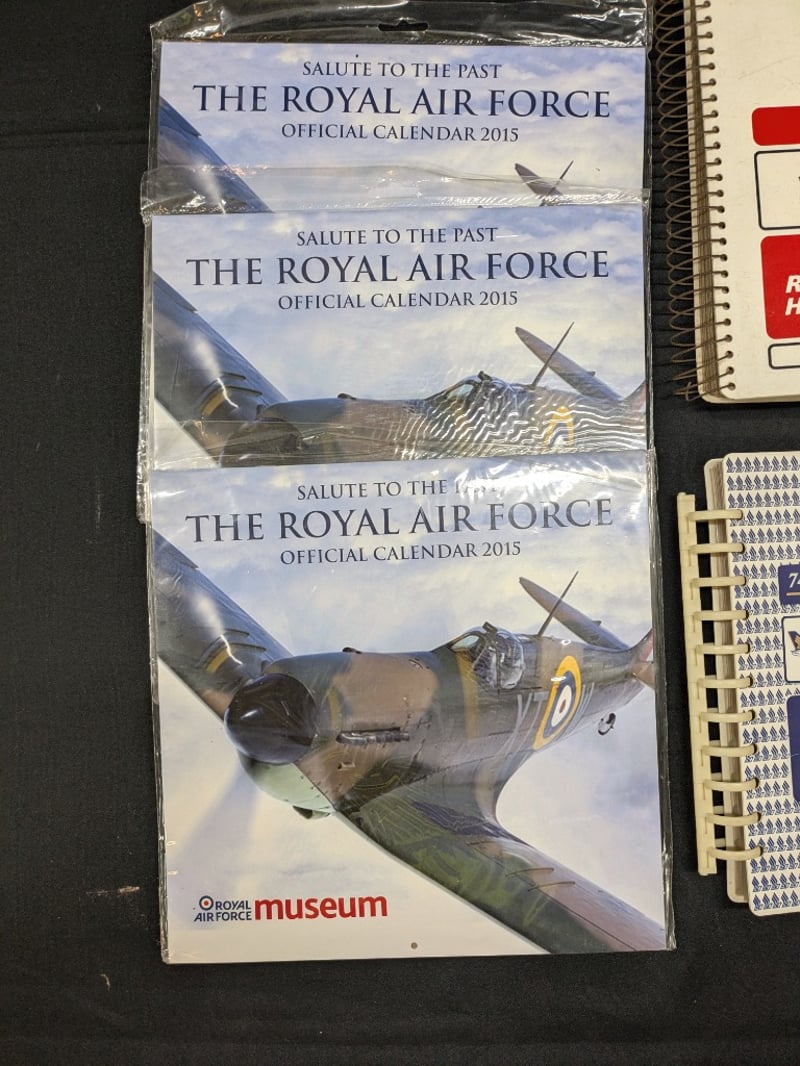 SALUTE TO THE PAST
THE ROYAL AIR FORCE
OFFICIAL CALENDAR 2015
SALUTE TO THE PAST
THE ROYAL AIR FORCE
OFFICIAL CALENDAR 2015
SALUTE TO THE PAST
THE ROYAL AIR FORCE
OFFICIAL CALENDAR 2015
ROYAL
AIR FORCE museum